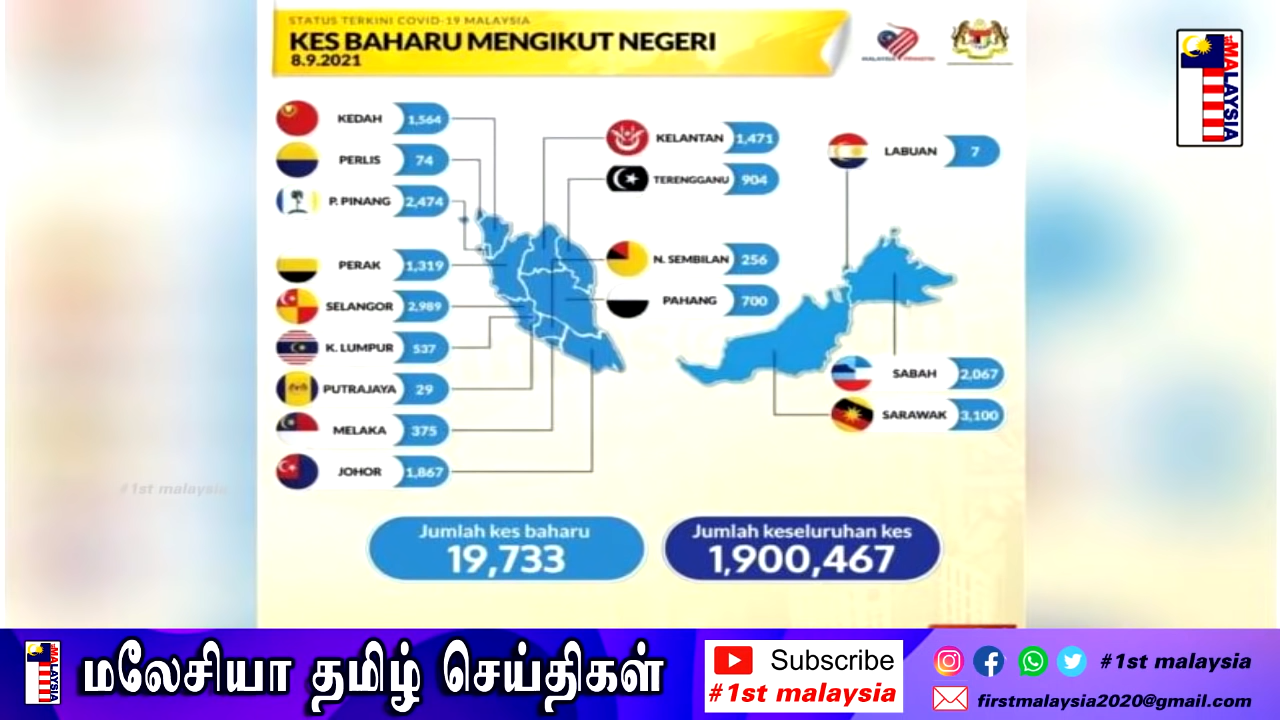 STATUS TERKINI COVID-19 MALAYSIA
KES BAHARU MENGIKUT NEGERI
8.9.2021
1 MALAYSIA
KEDAH 1,564
PERLIS 74
P. PINANG 2,474
PERAK 1,319
SELANGOR 2,989
K. LUMPUR 537
PUTRAJAYA 29
MELAKA 375
JOHOR 1,867
KELANTAN 1,471
TERENGGANU 904
N. SEMBILAN 256
PAHANG 700
LABUAN 7
SABAH 2,067
SARAWAK 3,100
#1st malaysia
Jumlah kes baharu
19,733
Jumlah keseluruhan kes
1,900,467
மலேசியா தமிழ் செய்திகள்
Subscribe
#1st malaysia
#1st malaysia
firstmalaysia2020@gmail.com